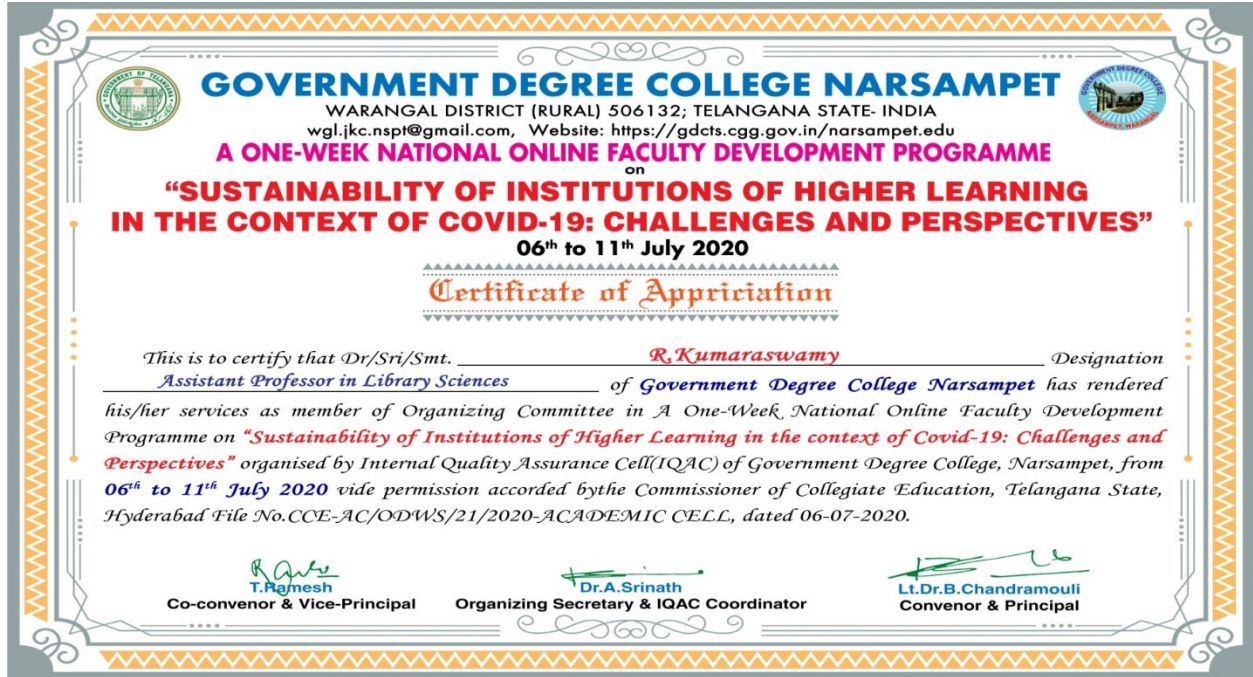 GOVERNMENT DEGREE COLLEGE NARSAMPET
WARANGAL DISTRICT (RURAL) 506132; TELANGANA STATE- INDIA
wgl.jkc.nspt@gmail.com, Website: https://gdcts.cgg.gov.in/narsampet.edu
A ONE-WEEK NATIONAL ONLINE FACULTY DEVELOPMENT PROGRAMME
on
“SUSTAINABILITY OF INSTITUTIONS OF HIGHER LEARNING
IN THE CONTEXT OF COVID-19: CHALLENGES AND PERSPECTIVES”
06th to 11th July 2020
Certificate of Appriciation
This is to certify that Dr/Sri/Smt. R.Kumaraswamy Designation
Assistant Professor in Library Sciences of Government Degree College Narsampet has rendered
his/her services as member of Organizing Committee in A One-Week National Online Faculty Development
Programme on “Sustainability of Institutions of Higher Learning in the context of Covid-19: Challenges and
Perspectives” organised by Internal Quality Assurance Cell(IQAC) of Government Degree College, Narsampet, from
06th to 11th July 2020 vide permission accorded bythe Commissioner of Collegiate Education, Telangana State,
Hyderabad File No.CCE-AC/ODWS/21/2020-ACADEMIC CELL, dated 06-07-2020.
T.Ramesh
Co-convenor & Vice-Principal
Dr.A.Srinath
Organizing Secretary & IQAC Coordinator
Lt.Dr.B.Chandramouli
Convenor & Principal
GOVERNMENT OF TELANGANA
GOVERNMENT DEGREE COLLEGE
NARSAMPET, WARANGAL